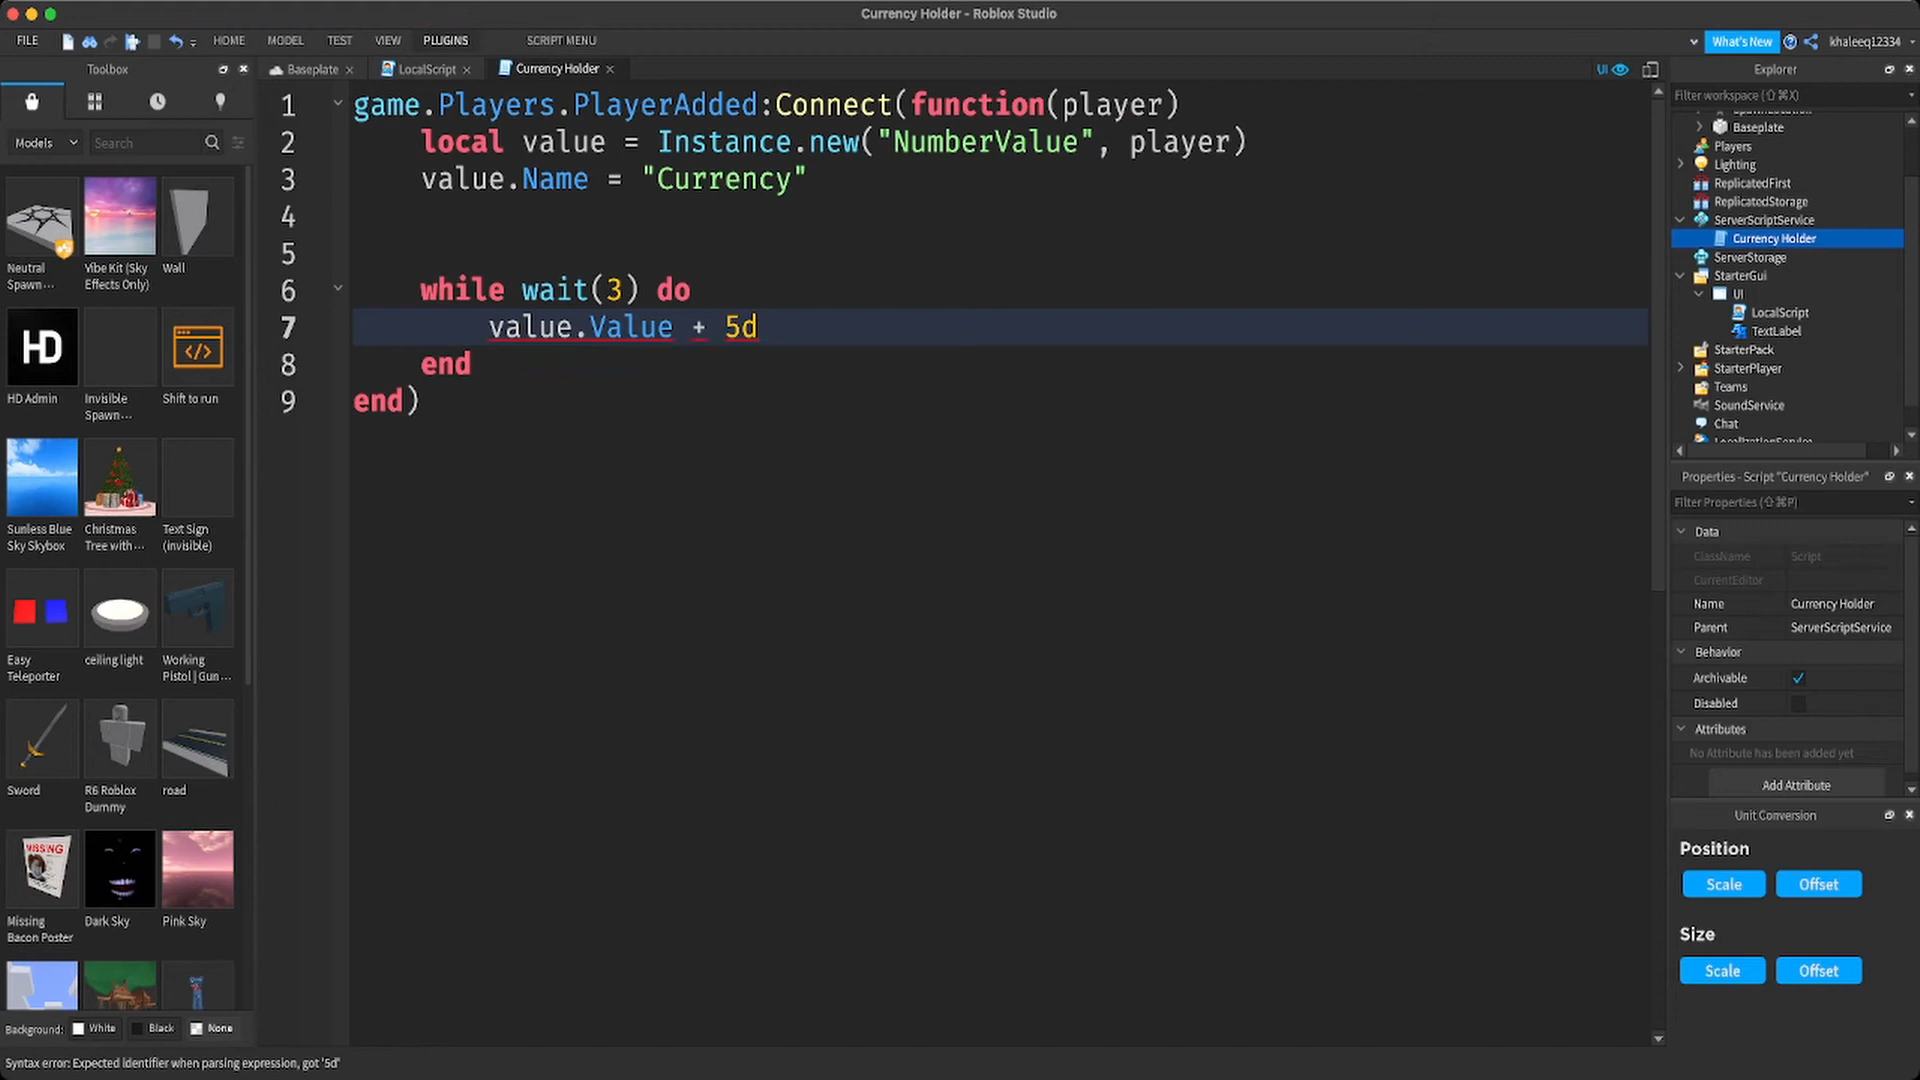 Currency Holder - Roblox Studio
FILE HOME MODEL TEST VIEW PLUGINS SCRIPT MENU What's New khaleeq12334
Toolbox
Baseplate LocalScript Currency Holder UI
Models Search
Neutral Spawn...
Vibe Kit (Sky Effects Only)
Wall
HD
HD Admin
Invisible Spawn...
</>
Shift to run
Sunless Blue Sky Skybox
Christmas Tree with...
Text Sign (invisible)
Easy Teleporter
ceiling light
Working Pistol | Gun...
Sword
R6 Roblox Dummy
road
MISSING
Missing Bacon Poster
Dark Sky
Pink Sky
Background: White Black None
Syntax error: Expected identifier when parsing expression, got '5d'
1 game.Players.PlayerAdded:Connect(function(player)
2 local value = Instance.new("NumberValue", player)
3 value.Name = "Currency"
4
5
6 while wait(3) do
7 value.Value + 5d
8 end
9 end)
Explorer
Filter workspace (⇧⌘X)
Baseplate
Players
Lighting
ReplicatedFirst
ReplicatedStorage
ServerScriptService
Currency Holder
ServerStorage
StarterGui
UI
LocalScript
TextLabel
StarterPack
StarterPlayer
Teams
SoundService
Chat
Properties - Script "Currency Holder"
Filter Properties (⇧⌘P)
Data
ClassName Script
CurrentEditor
Name Currency Holder
Parent ServerScriptService
Behavior
Archivable
Disabled
Attributes
No Attribute has been added yet
Add Attribute
Unit Conversion
Position
Scale Offset
Size
Scale Offset